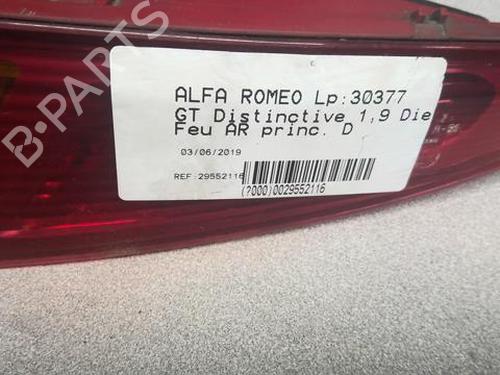 B-PARTS
ALFA ROMEO Lp:30377
GT Distinctive 1,9 Die
Feu AR princ. D
03/06/2019
REF:29552116
(?000)0029552116